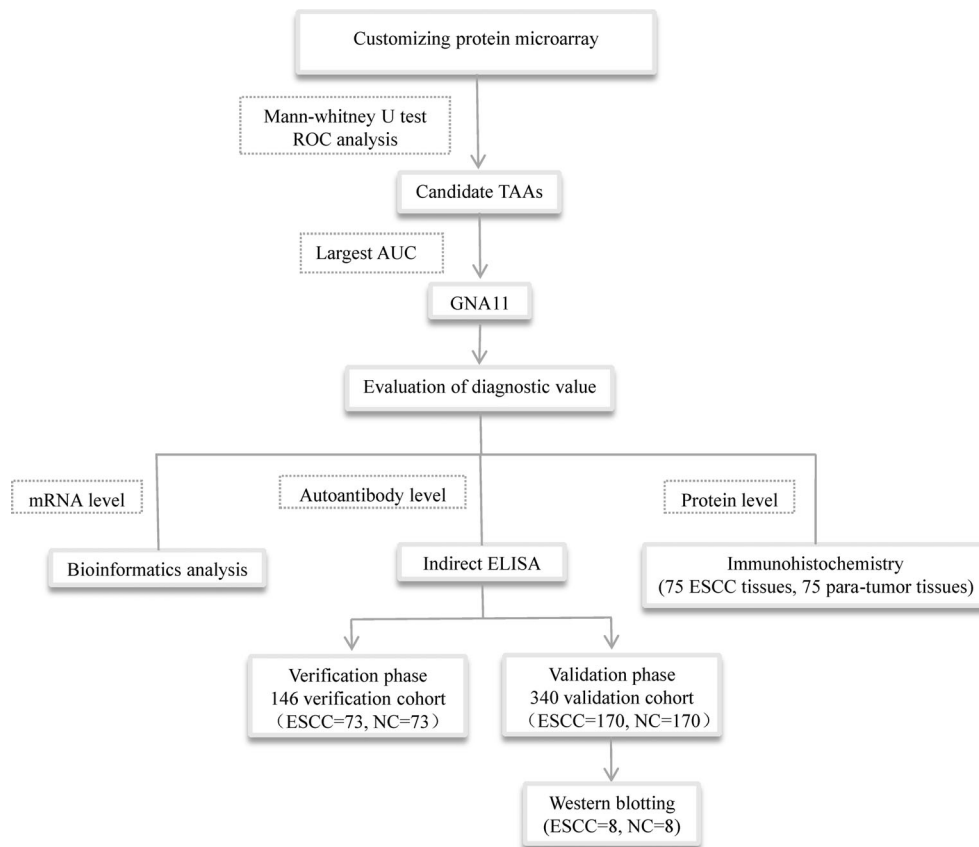 Customizing protein microarray
Mann-whitney U test
ROC analysis
Candidate TAAs
Largest AUC
GNA11
Evaluation of diagnostic value
mRNA level
Autoantibody level
Protein level
Bioinformatics analysis
Indirect ELISA
Immunohistochemistry
(75 ESCC tissues, 75 para-tumor tissues)
Verification phase
146 verification cohort
（ESCC=73, NC=73）
Validation phase
340 validation cohort
（ESCC=170, NC=170）
Western blotting
(ESCC=8, NC=8)